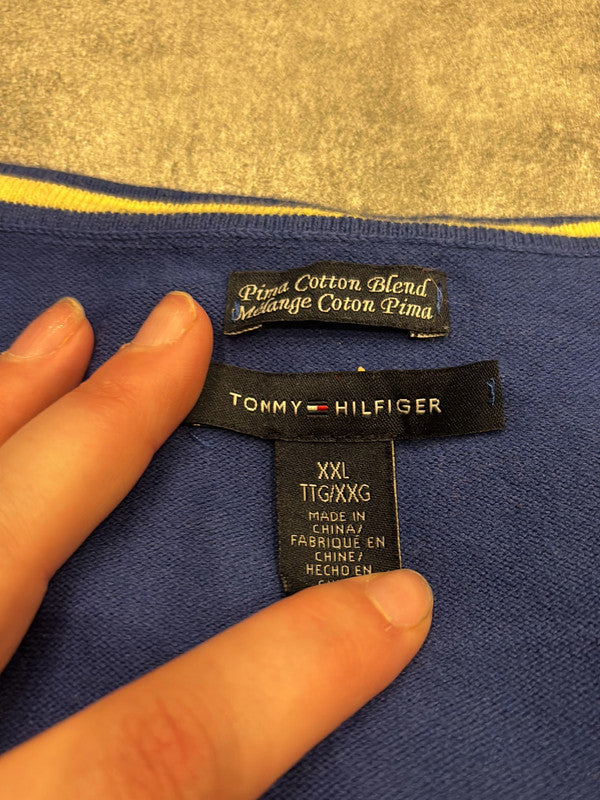 Pima Cotton Blend
Mélange Coton Pima
TOMMY HILFIGER
XXL
TTG/XXG
MADE IN
CHINA/
FABRIQUÉ EN
CHINE/
HECHO EN